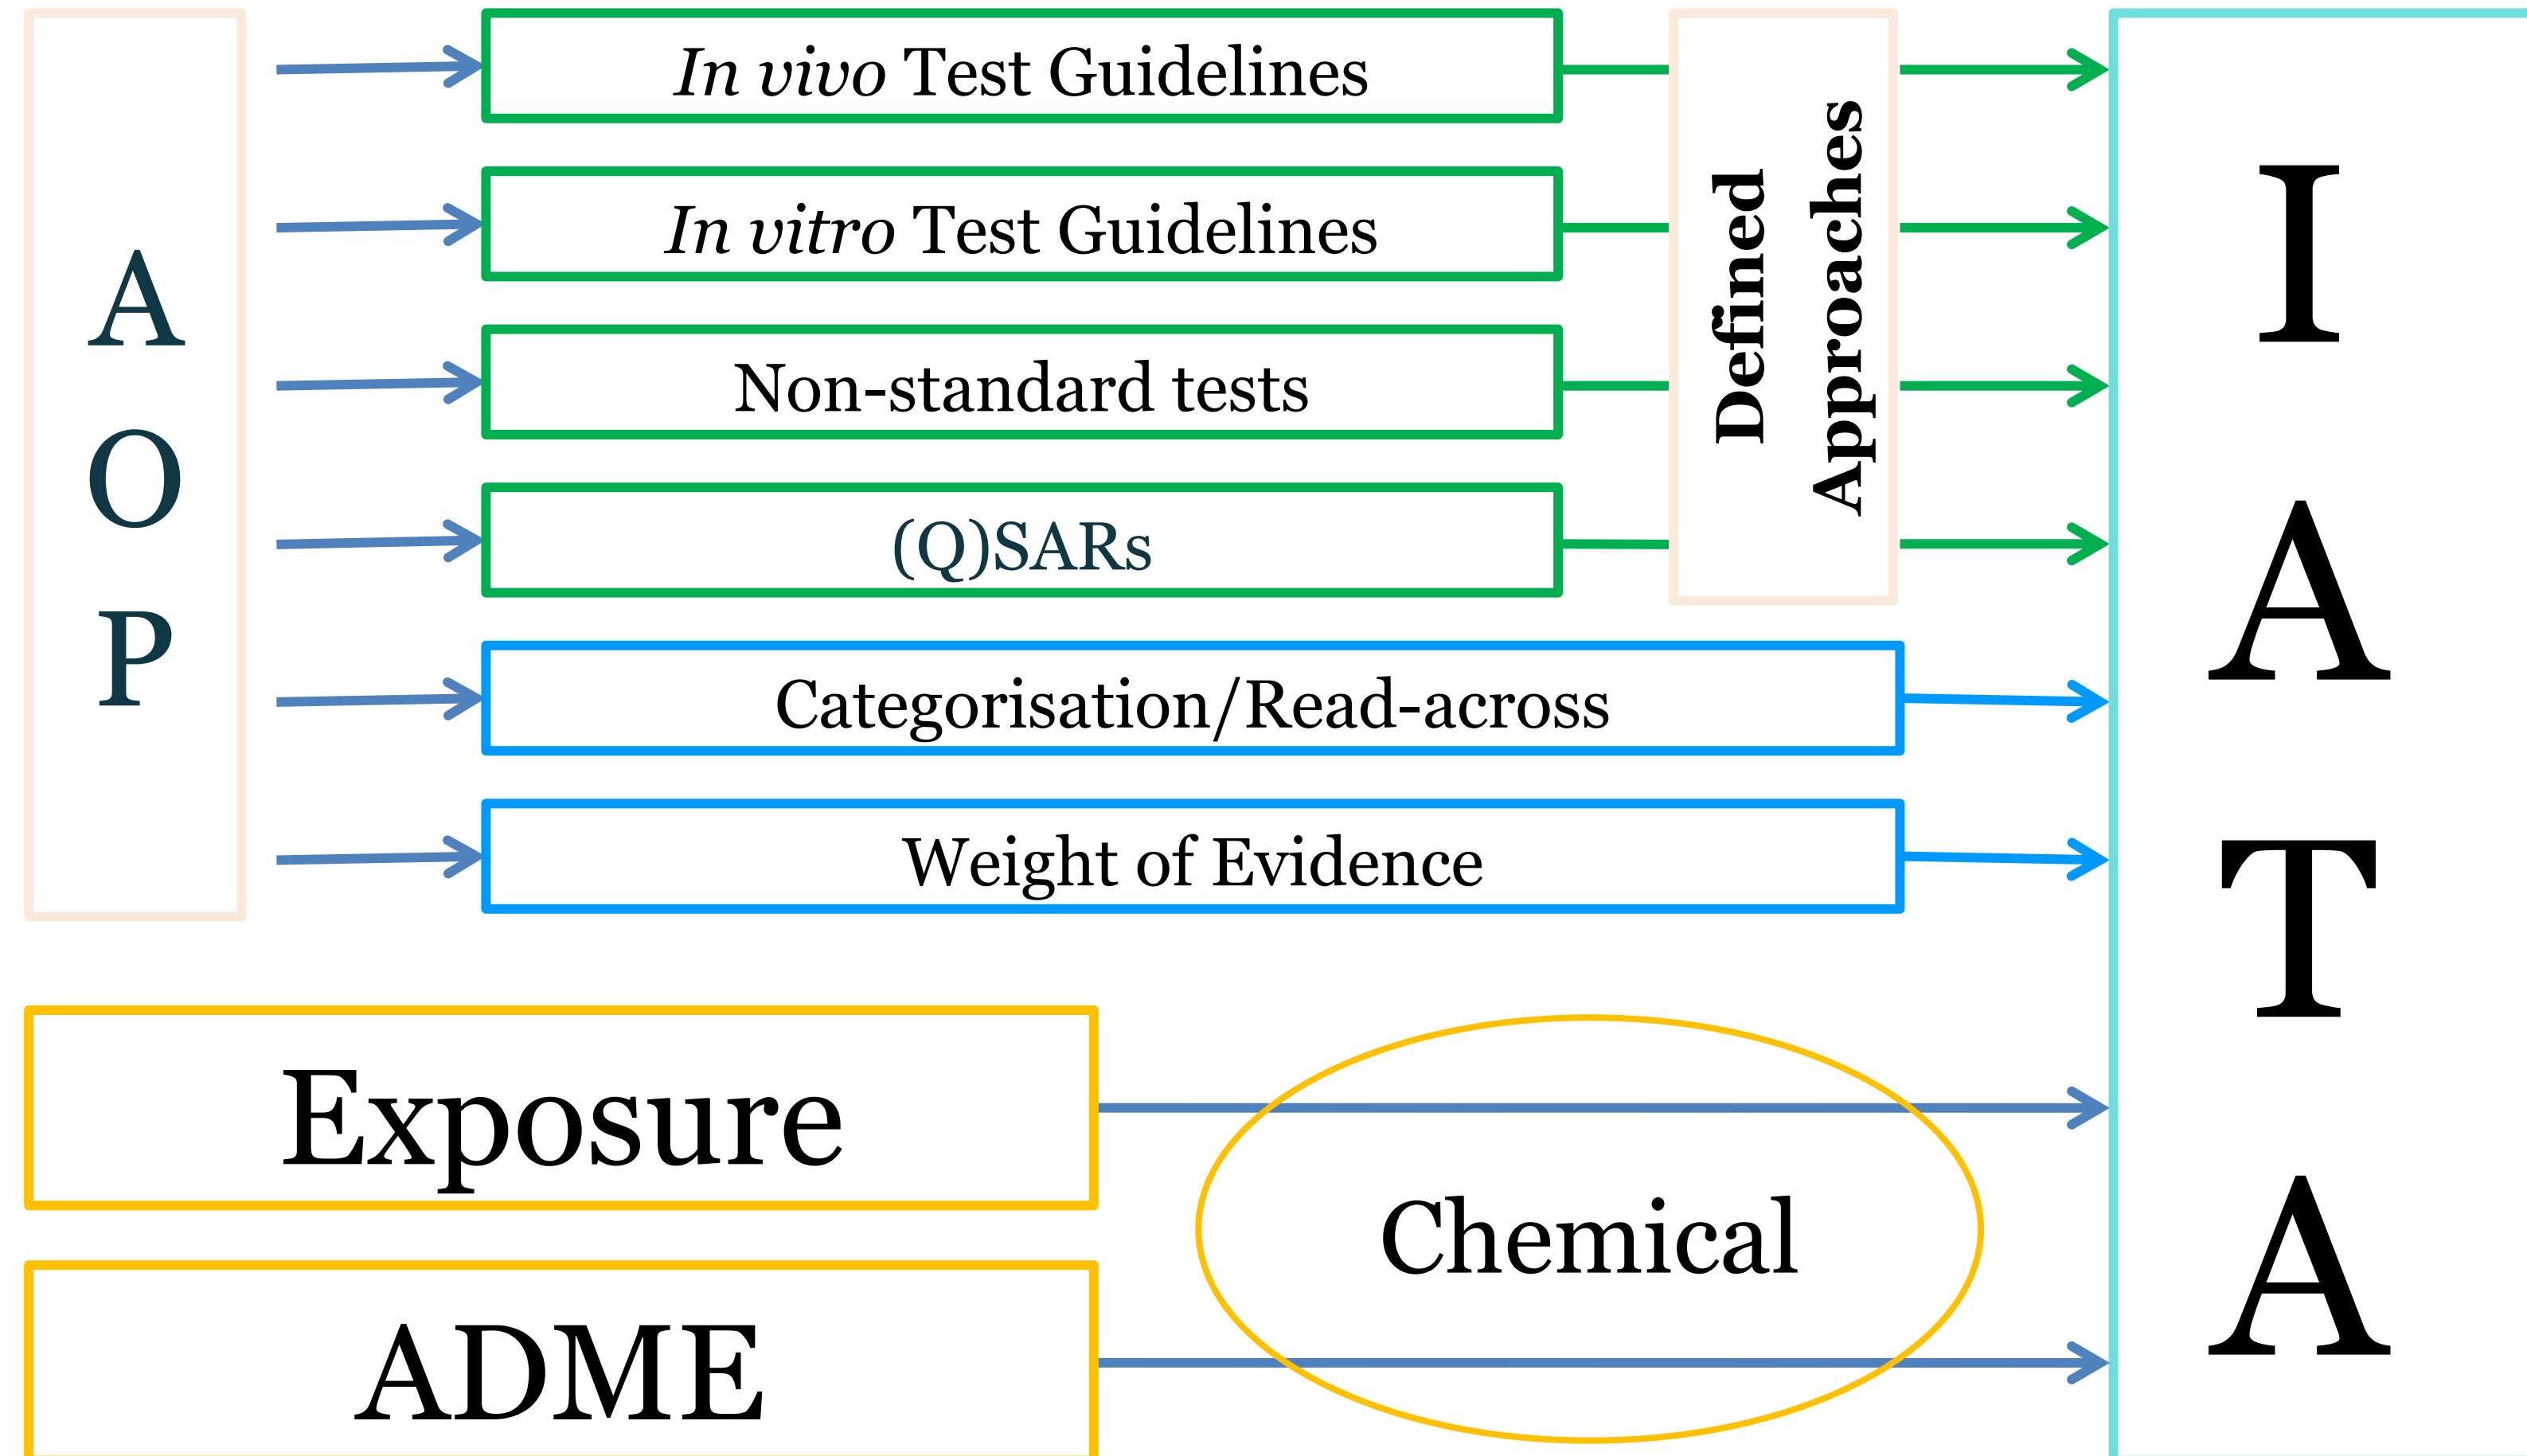 A
O
P
In vivo Test Guidelines
In vitro Test Guidelines
Non-standard tests
(Q)SARs
Categorisation/Read-across
Weight of Evidence
Defined
Approaches
I
A
T
A
Exposure
Chemical
ADME